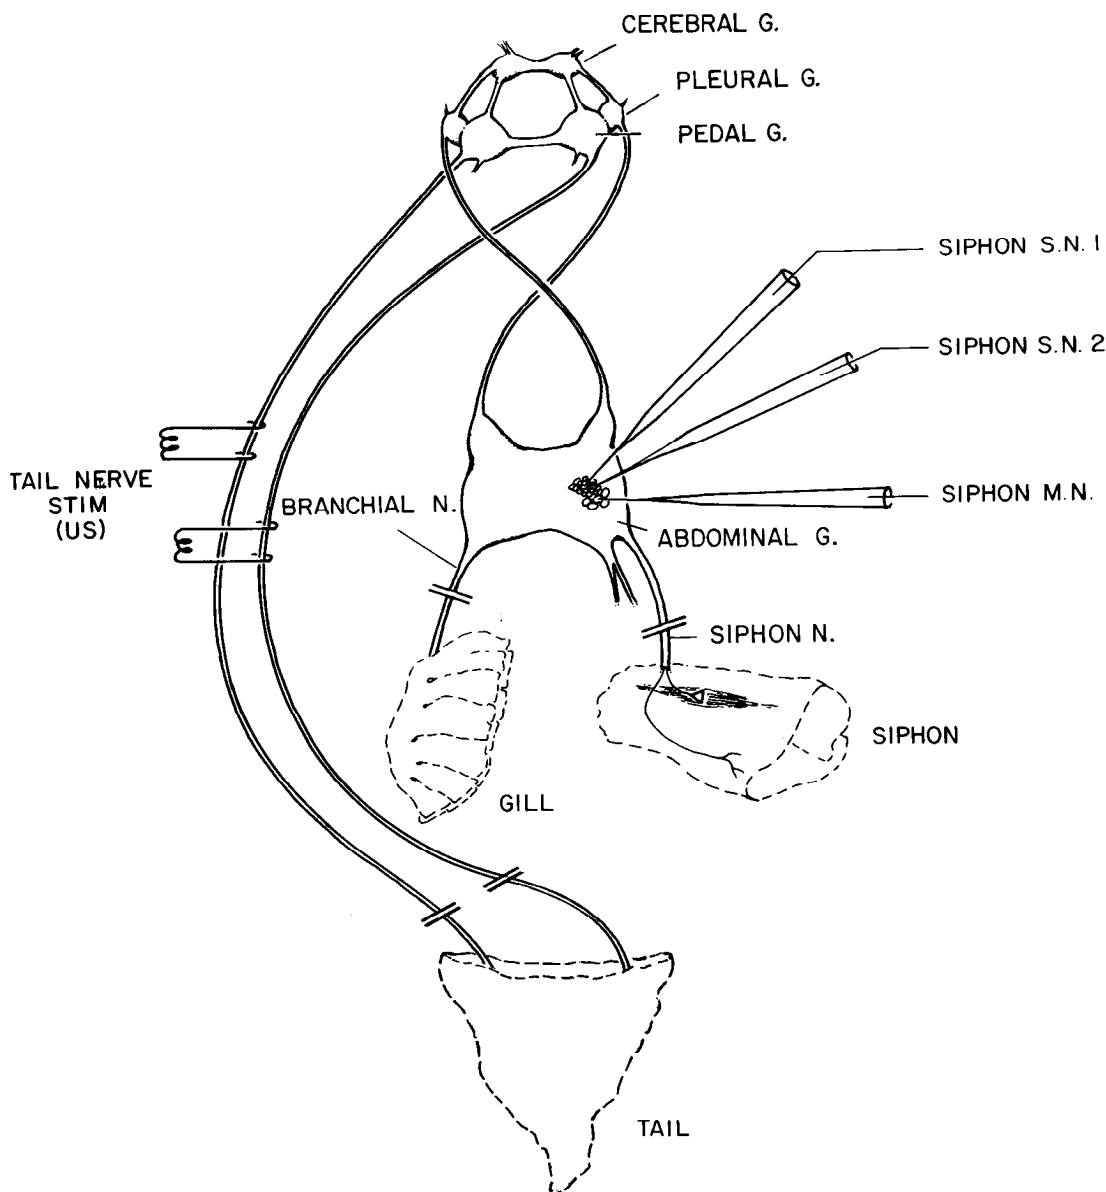 CEREBRAL G.
PLEURAL G.
PEDAL G.
SIPHON S.N. 1
SIPHON S.N. 2
SIPHON M.N.
TAIL NERVE
STIM
(US)
BRANCHIAL N.
ABDOMINAL G.
SIPHON N.
SIPHON
GILL
TAIL